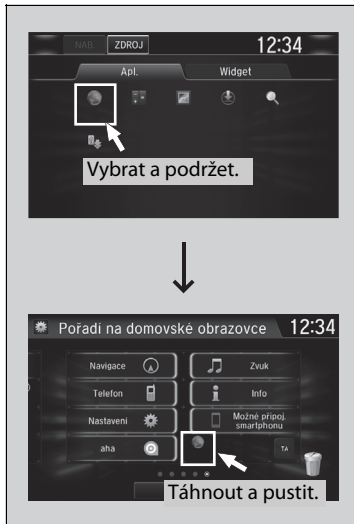 NAB. ZDROJ 12:34
Apl. Widget
Vybrat a podržet.
Pořadí na domovské obrazovce 12:34
Navigace Zvuk
Telefon Info
Nastavení Možné připoj.
smartphonu
aha TA
Táhnout a pustit.